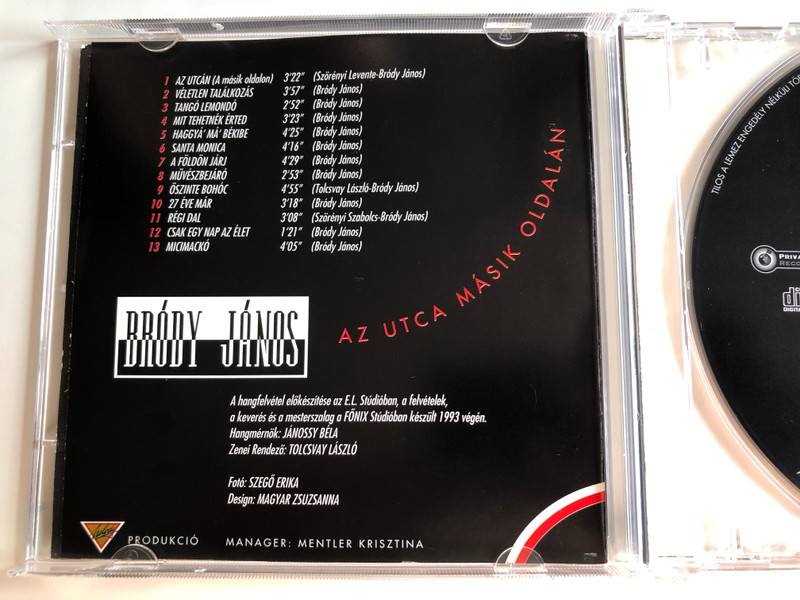 1 AZ UTCÁN (A másik oldalon) 3'22" (Szörényi Levente-Bródy János)
2 VÉLETLEN TALÁLKOZÁS 3'57" (Bródy János)
3 TANGÓ LEMONDÓ 2'52" (Bródy János)
4 MIT TEHETNÉK ÉRTED 3'23" (Bródy János)
5 HAGGYÁ' MÁ' BÉKIBE 4'25" (Bródy János)
6 SANTA MONICA 4'16" (Bródy János)
7 A FÖLDÖN JÁRJ 4'29" (Bródy János)
8 MŰVÉSZBEJÁRÓ 2'53" (Bródy János)
9 ŐSZINTE BOHÓC 4'55" (Tolcsvay László-Bródy János)
10 27 ÉVE MÁR 3'18" (Bródy János)
11 RÉGI DAL 3'08" (Szörényi Szabolcs-Bródy János)
12 CSAK EGY NAP AZ ÉLET 1'21" (Bródy János)
13 MICIMACKÓ 4'05" (Bródy János)
AZ UTCA MÁSIK OLDALÁN
BRÓDY JÁNOS
A hangfelvétel előkészítése az E.L. Stúdióban, a felvételek,
a keverés és a mesterszalag a FŐNIX Stúdióban készült 1993 végén.
Hangmérnök: JÁNOSSY BÉLA
Zenei Rendező: TOLCSVAY LÁSZLÓ
Fotó: SZEGŐ ERIKA
Design: MAGYAR ZSUZSANNA
PRODUKCIÓ MANAGER: MENTLER KRISZTINA
TILOS A LEMEZ ENGEDÉLY NÉLKÜLI